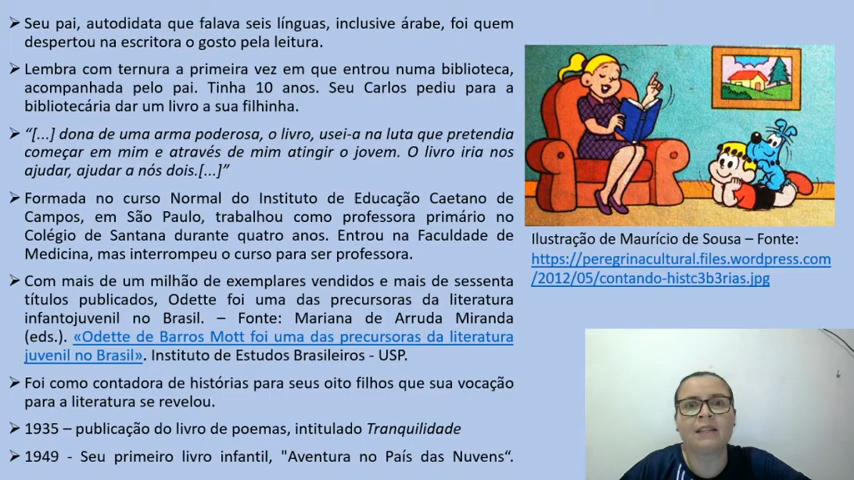 Seu pai, autodidata que falava seis línguas, inclusive árabe, foi quem
despertou na escritora o gosto pela leitura.
Lembra com ternura a primeira vez em que entrou numa biblioteca,
acompanhada pelo pai. Tinha 10 anos. Seu Carlos pediu para a
bibliotecária dar um livro a sua filhinha.
“[...] dona de uma arma poderosa, o livro, usei-a na luta que pretendia
começar em mim e através de mim atingir o jovem. O livro iria nos
ajudar, ajudar a nós dois.[...]”
Formada no curso Normal do Instituto de Educação Caetano de
Campos, em São Paulo, trabalhou como professora primário no
Colégio de Santana durante quatro anos. Entrou na Faculdade de
Medicina, mas interrompeu o curso para ser professora.
Com mais de um milhão de exemplares vendidos e mais de sessenta
títulos publicados, Odette foi uma das precursoras da literatura
infantojuvenil no Brasil. – Fonte: Mariana de Arruda Miranda
(eds.). «Odette de Barros Mott foi uma das precursoras da literatura
juvenil no Brasil». Instituto de Estudos Brasileiros - USP.
Foi como contadora de histórias para seus oito filhos que sua vocação
para a literatura se revelou.
1935 – publicação do livro de poemas, intitulado Tranquilidade
1949 - Seu primeiro livro infantil, "Aventura no País das Nuvens“.
Ilustração de Maurício de Sousa – Fonte:
https://peregrinacultural.files.wordpress.com
/2012/05/contando-histc3b3rias.jpg